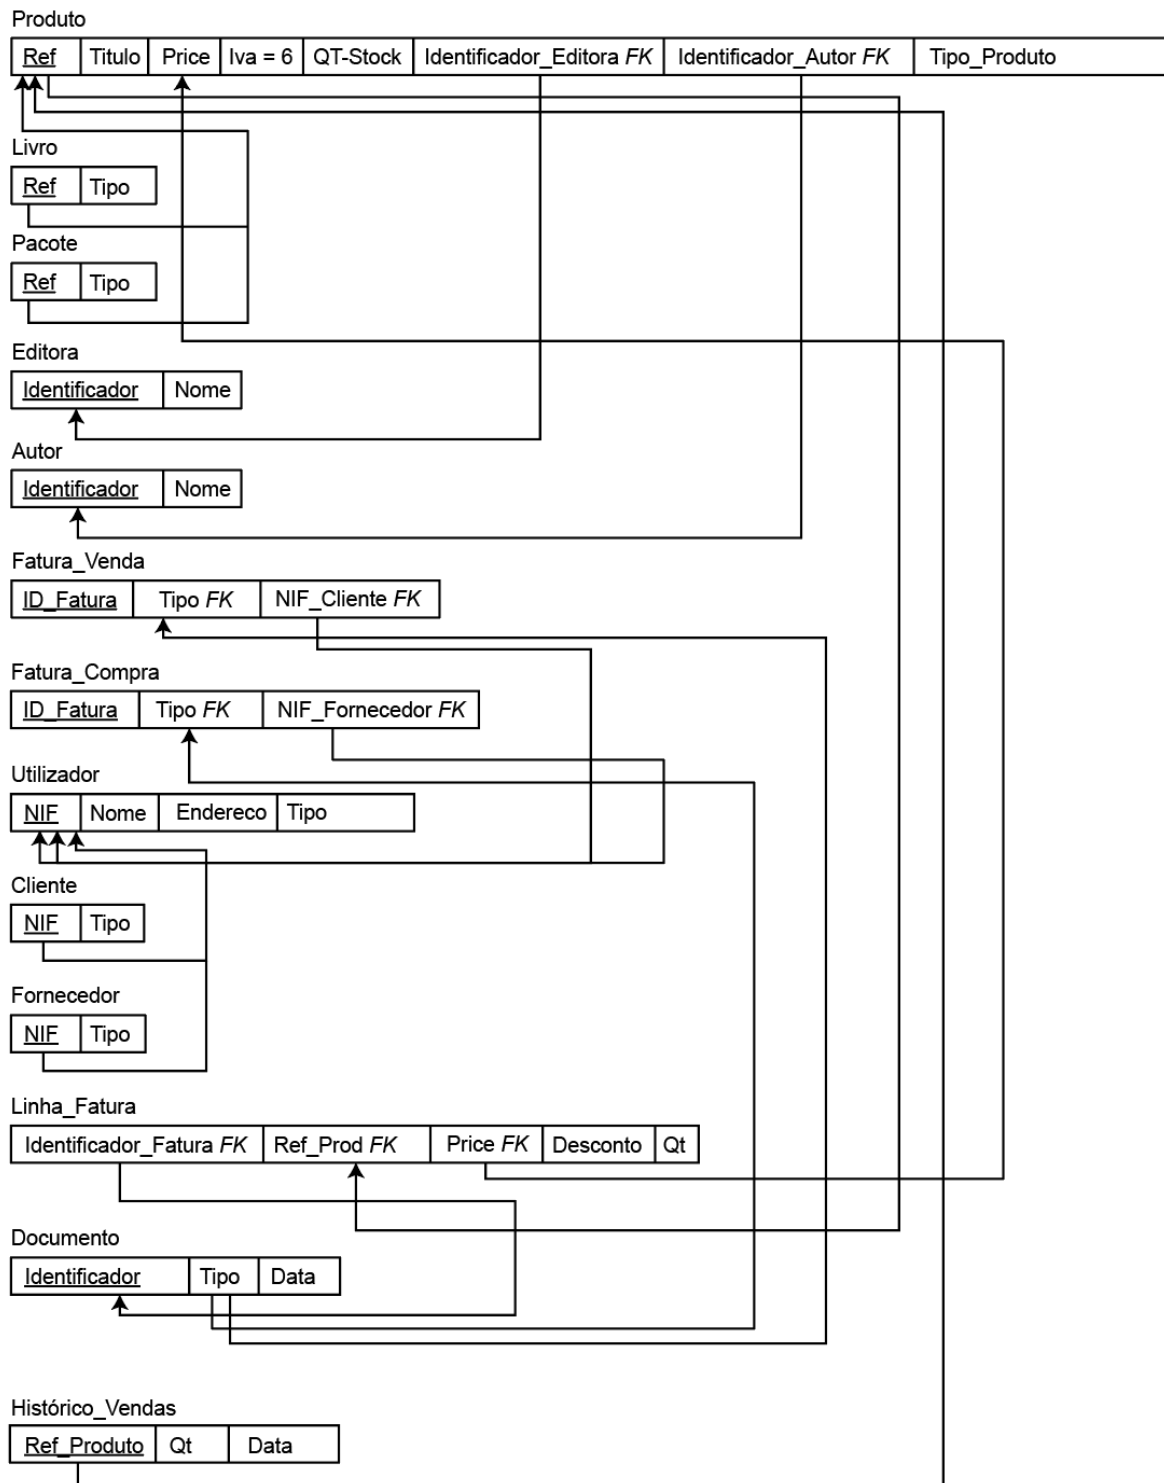 Produto
Ref Titulo Price Iva = 6 QT-Stock Identificador_Editora FK Identificador_Autor FK Tipo_Produto
Livro
Ref Tipo
Pacote
Ref Tipo
Editora
Identificador Nome
Autor
Identificador Nome
Fatura_Venda
ID_Fatura Tipo FK NIF_Cliente FK
Fatura_Compra
ID_Fatura Tipo FK NIF_Fornecedor FK
Utilizador
NIF Nome Endereco Tipo
Cliente
NIF Tipo
Fornecedor
NIF Tipo
Linha_Fatura
Identificador_Fatura FK Ref_Prod FK Price FK Desconto Qt
Documento
Identificador Tipo Data
Histórico_Vendas
Ref_Produto Qt Data